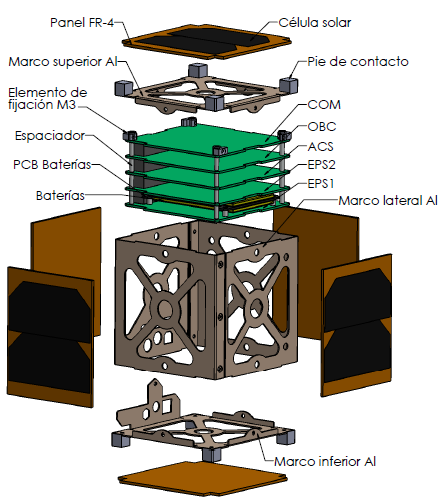 Panel FR-4
Célula solar
Marco superior Al
Pie de contacto
Elemento de
fijación M3
COM
OBC
Espaciador
ACS
PCB Baterías
EPS2
EPS1
Baterías
Marco lateral Al
Marco inferior Al